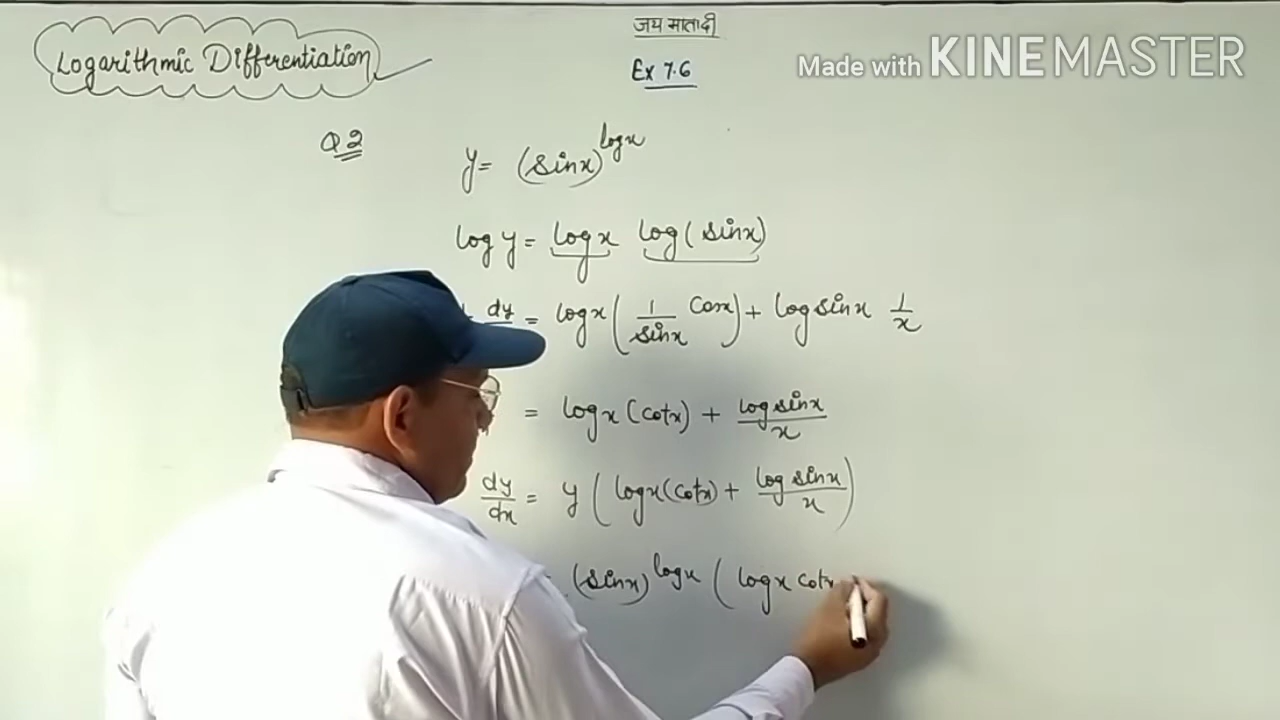 जय माता दी
Logarithmic Differentiation
Ex 7.6
Made with KINEMASTER
Q 2
y = (sinx)^logx
log y = logx log(sinx)
dy = logx (1/sinx cosx) + log sinx 1/x
= logx (cotx) + log sinx/x
dy/dx = y (logx(cotx) + log sinx/x)
= (sinx)^logx (logx cotx